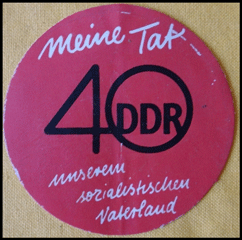 meine Tat
40 DDR
unserem
sozialistischen
Vaterland